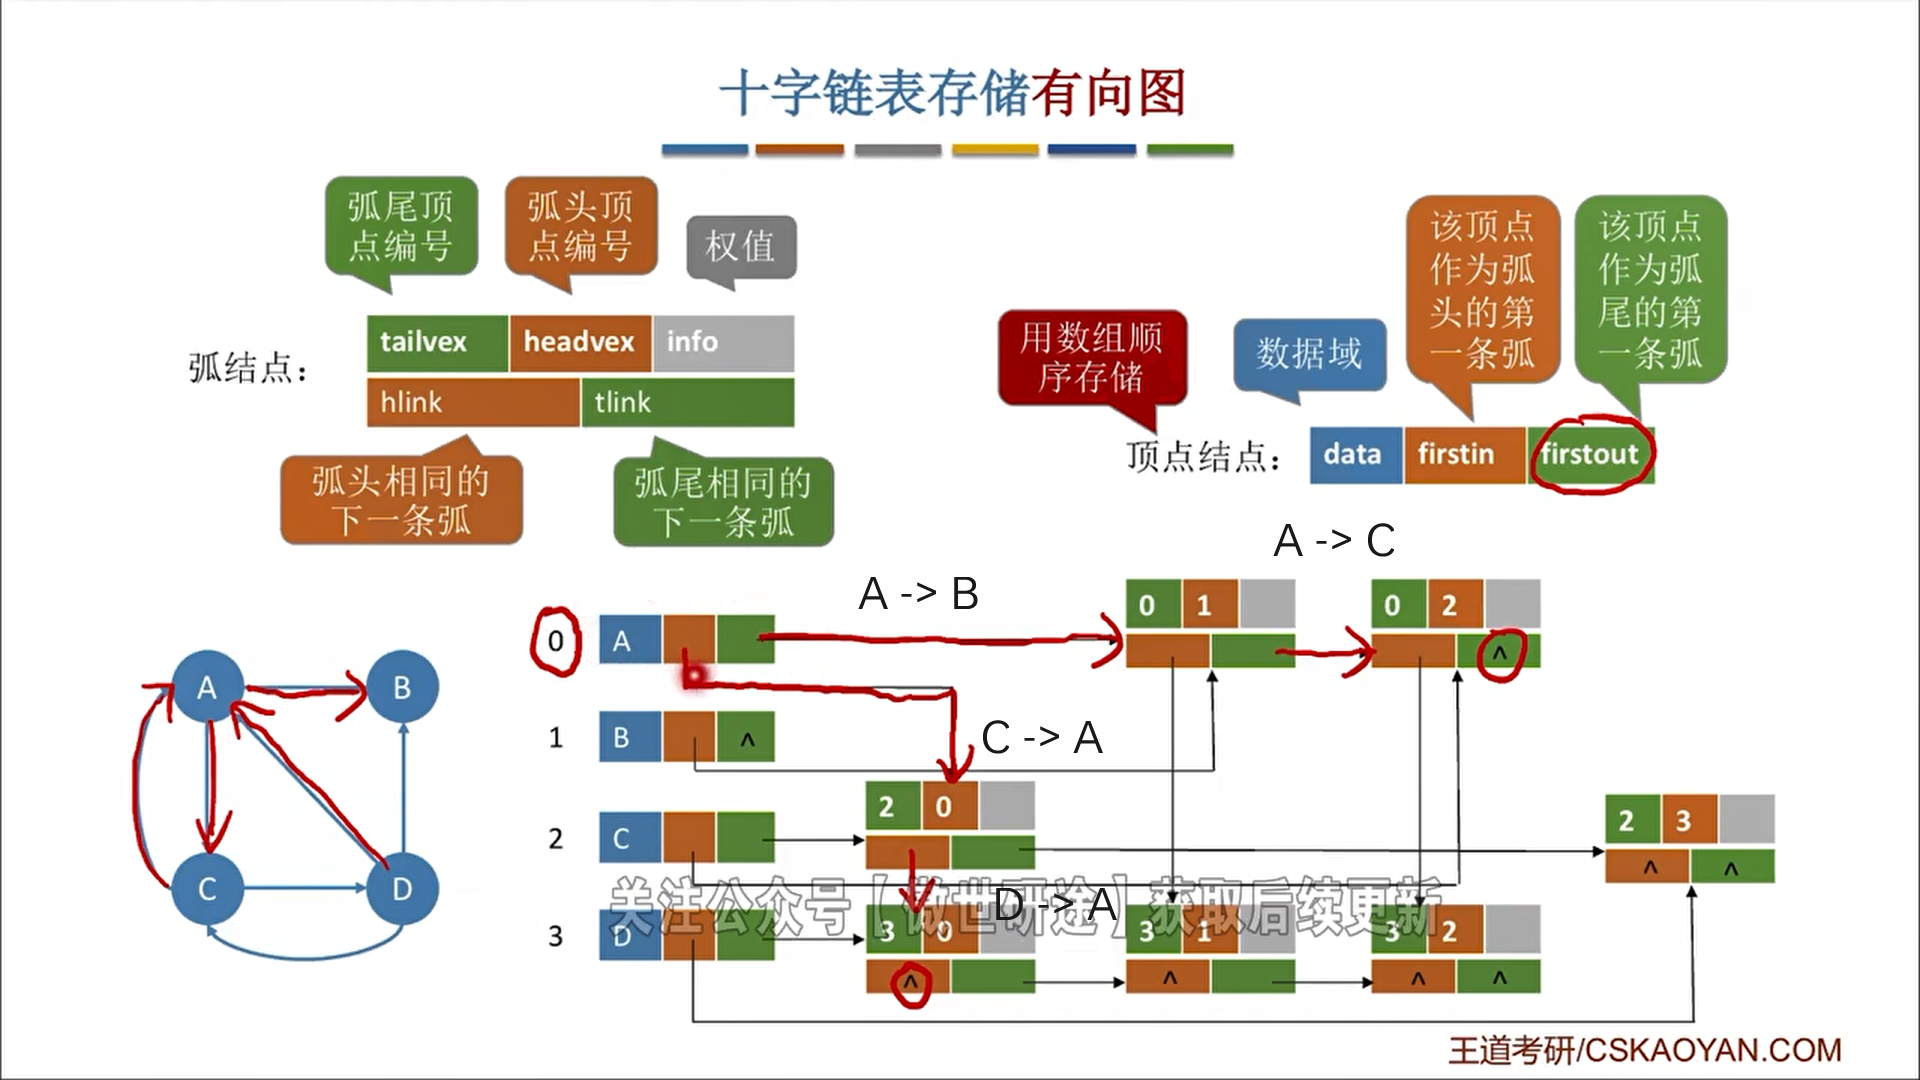 十字链表存储有向图
弧尾顶
点编号
弧头顶
点编号
权值
该顶点
作为弧
头的第
一条弧
该顶点
作为弧
尾的第
一条弧
用数组顺
序存储
数据域
弧结点：
tailvex headvex info
hlink tlink
顶点结点：
data firstin firstout
弧头相同的
下一条弧
弧尾相同的
下一条弧
A -> C
A -> B
0 1
0 2
0 A
^
A B
1 B ^
C -> A
2 0
2 3
2 C
^ ^
C D
关注公众号【傲世研途】获取后续更新
D -> A
3 D
3 0
3 1
3 2
^
^
^ ^
王道考研/CSKAOYAN.COM